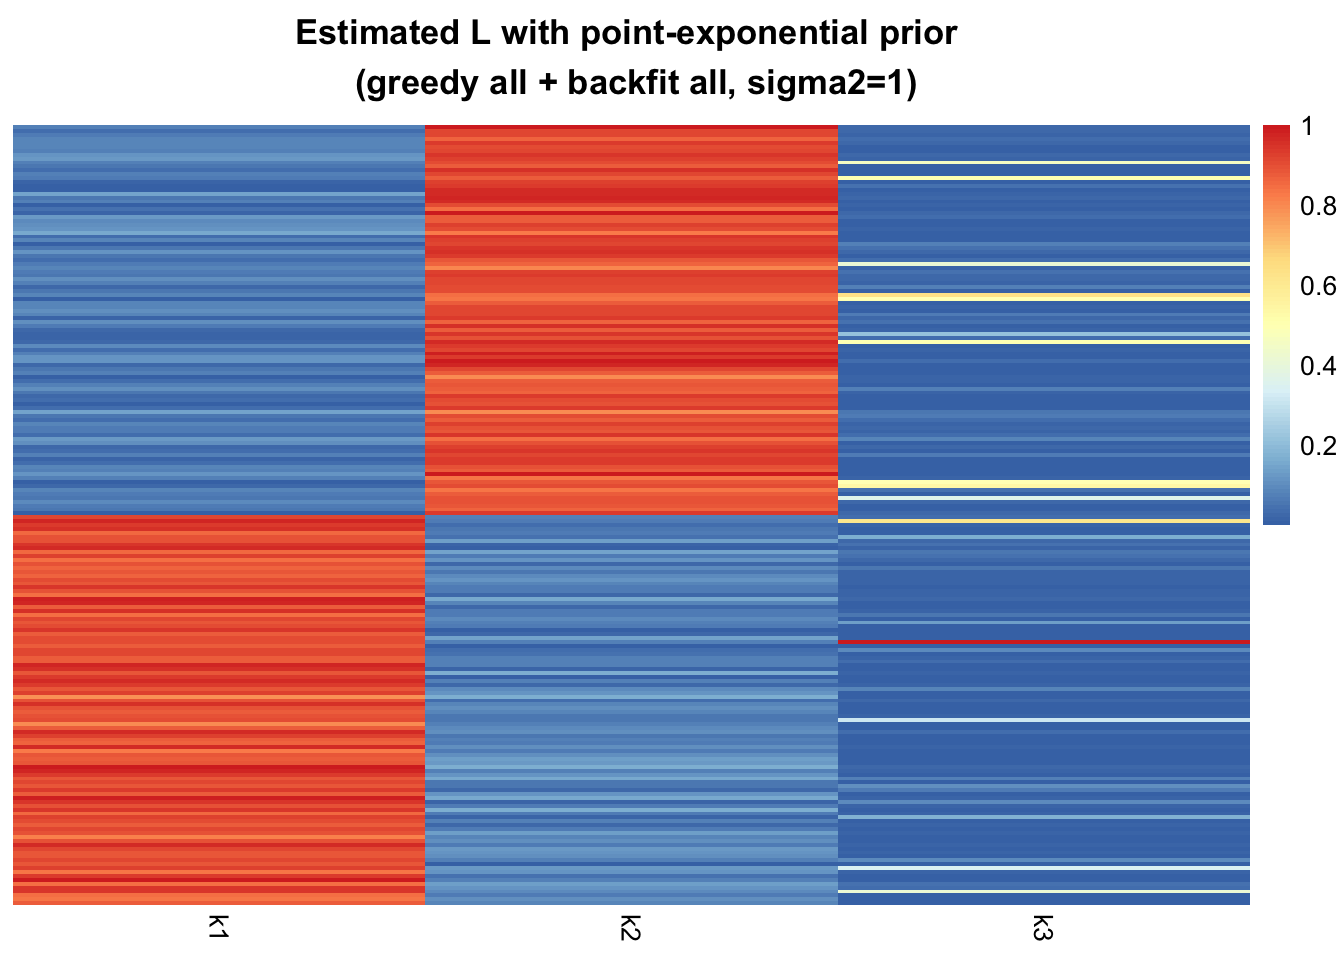 Estimated L with point-exponential prior
(greedy all + backfit all, sigma2=1)
1
0.8
0.6
0.4
0.2
k1
k2
k3